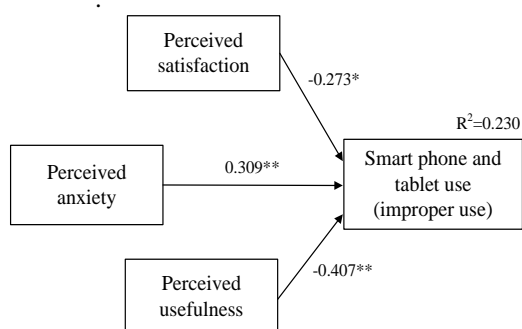 .
Perceived
satisfaction
-0.273*
R²=0.230
Perceived
anxiety
0.309**
Smart phone and
tablet use
(improper use)
Perceived
usefulness
-0.407**